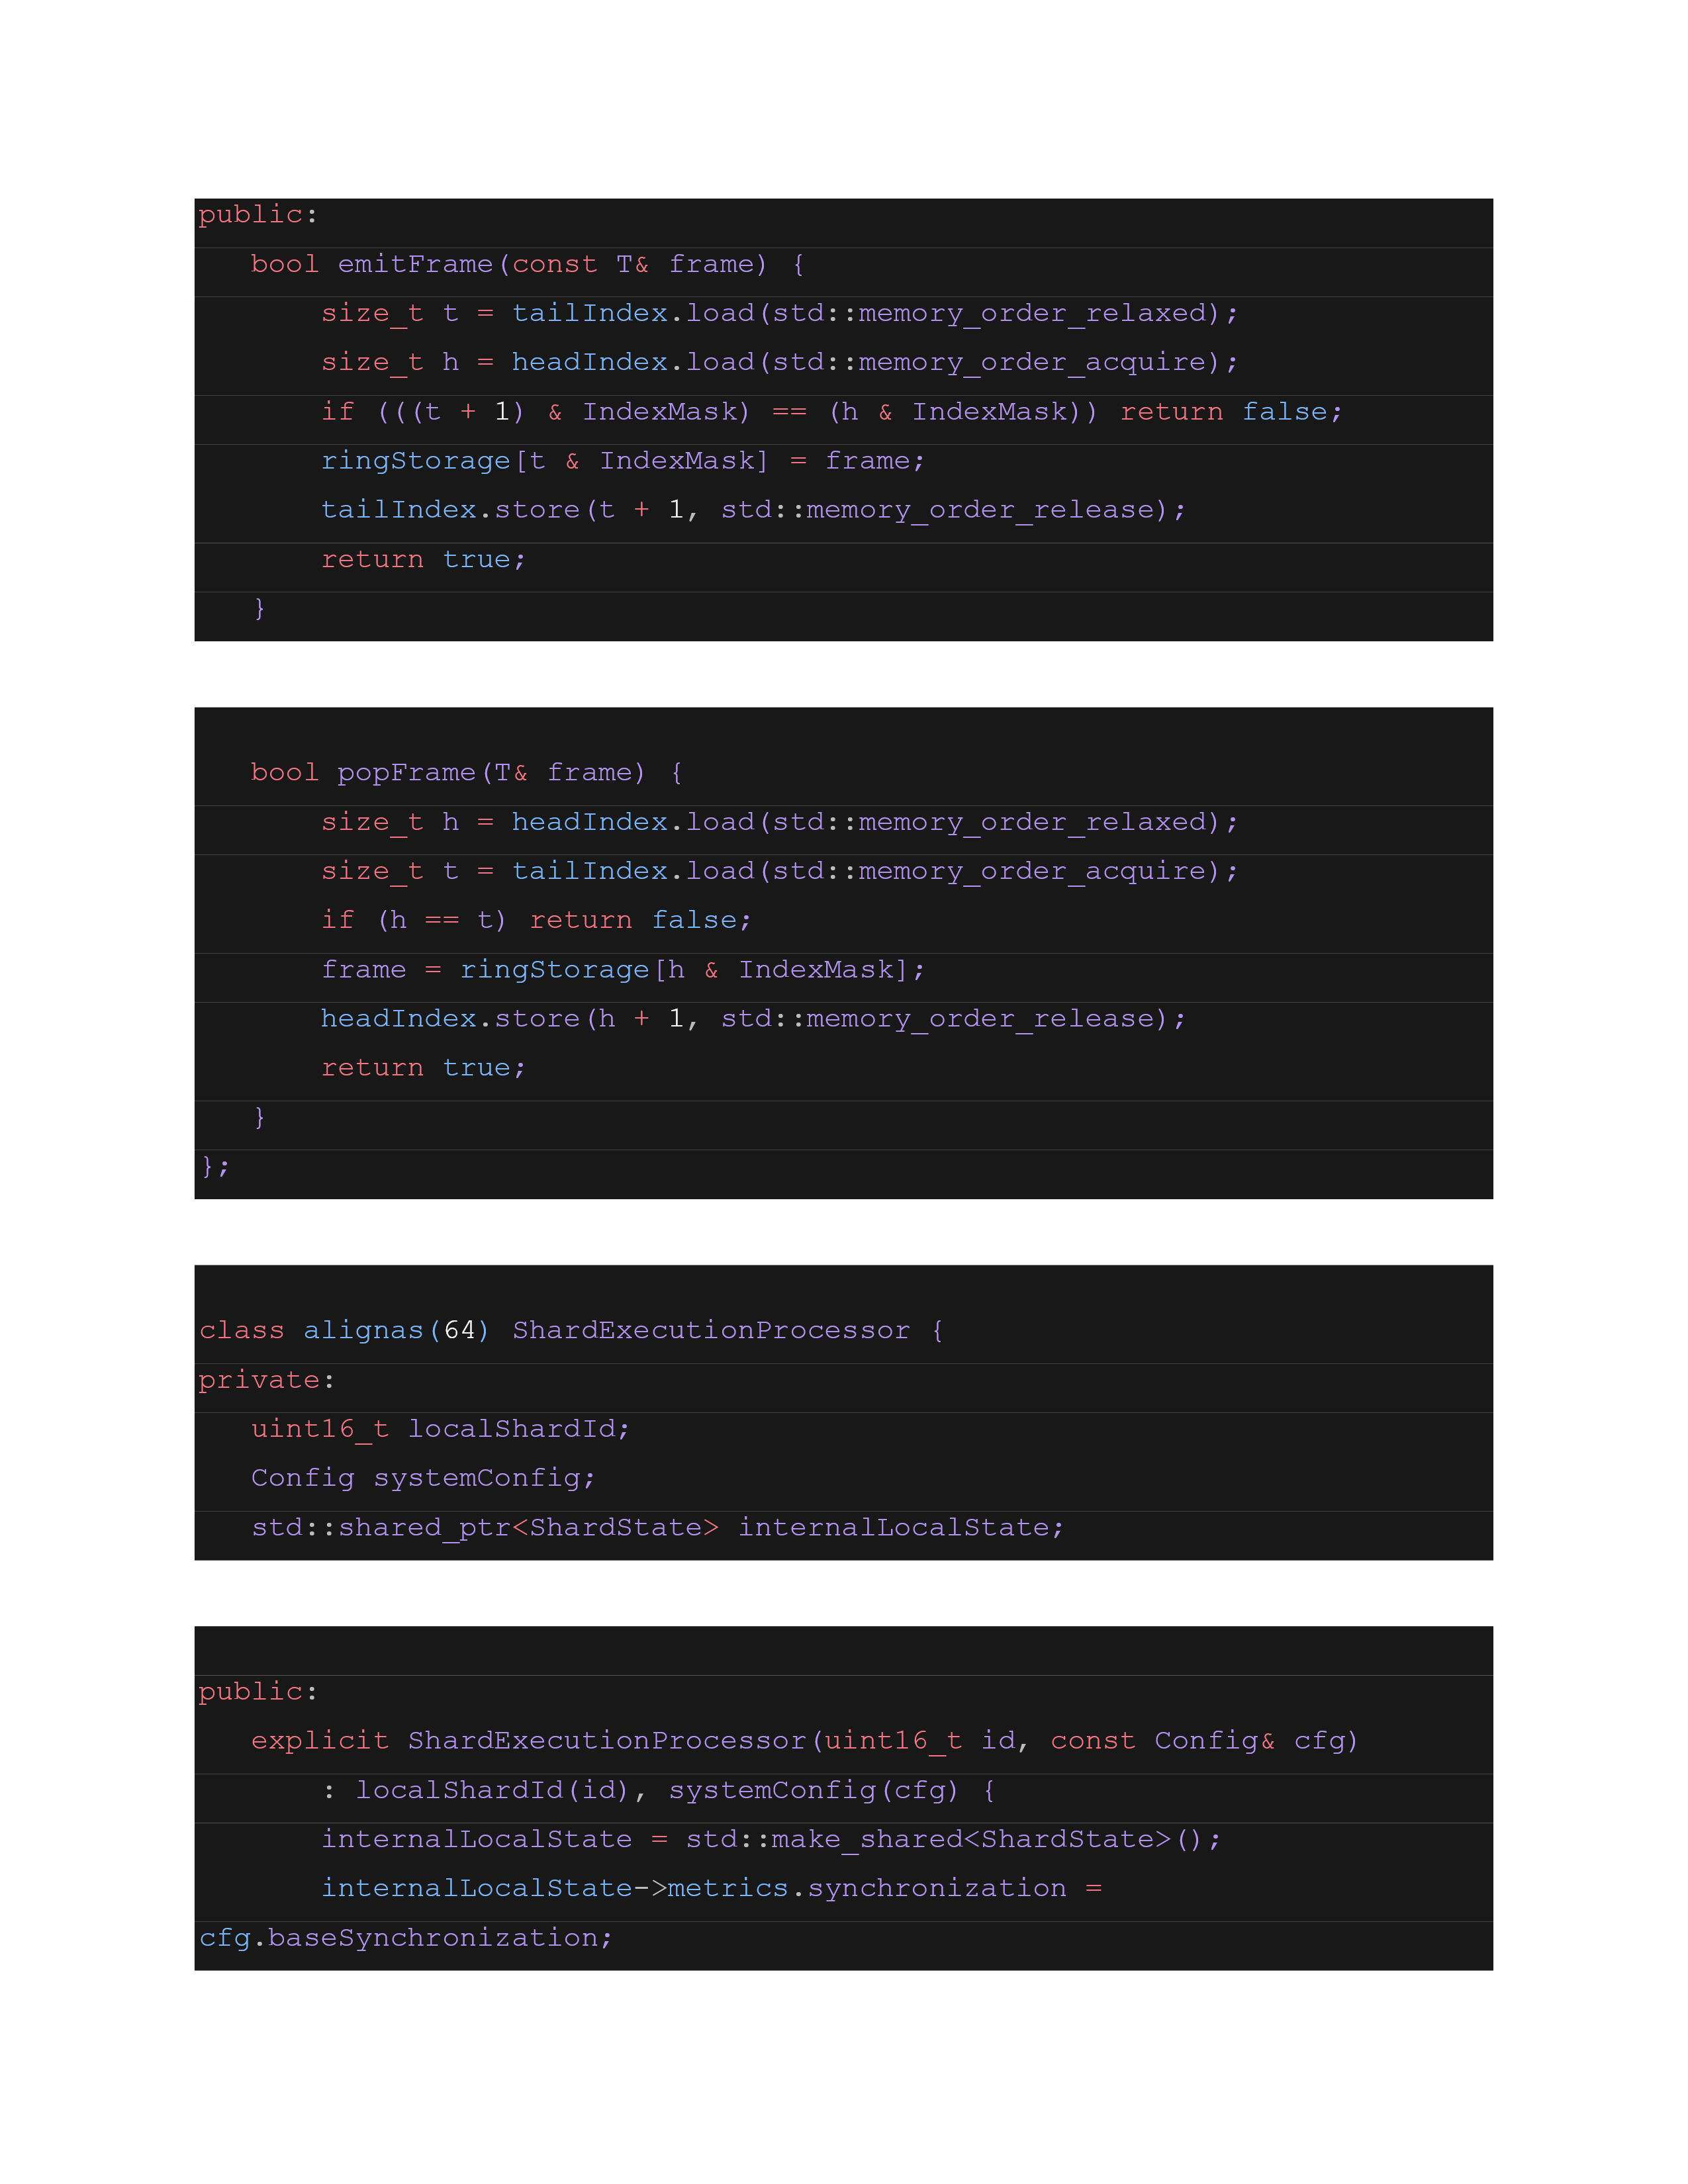 public:
   bool emitFrame(const T& frame) {
       size_t t = tailIndex.load(std::memory_order_relaxed);
       size_t h = headIndex.load(std::memory_order_acquire);
       if (((t + 1) & IndexMask) == (h & IndexMask)) return false;
       ringStorage[t & IndexMask] = frame;
       tailIndex.store(t + 1, std::memory_order_release);
       return true;
   }
   bool popFrame(T& frame) {
       size_t h = headIndex.load(std::memory_order_relaxed);
       size_t t = tailIndex.load(std::memory_order_acquire);
       if (h == t) return false;
       frame = ringStorage[h & IndexMask];
       headIndex.store(h + 1, std::memory_order_release);
       return true;
   }
};
class alignas(64) ShardExecutionProcessor {
private:
   uint16_t localShardId;
   Config systemConfig;
   std::shared_ptr<ShardState> internalLocalState;
public:
   explicit ShardExecutionProcessor(uint16_t id, const Config& cfg)
       : localShardId(id), systemConfig(cfg) {
       internalLocalState = std::make_shared<ShardState>();
       internalLocalState->metrics.synchronization =
cfg.baseSynchronization;